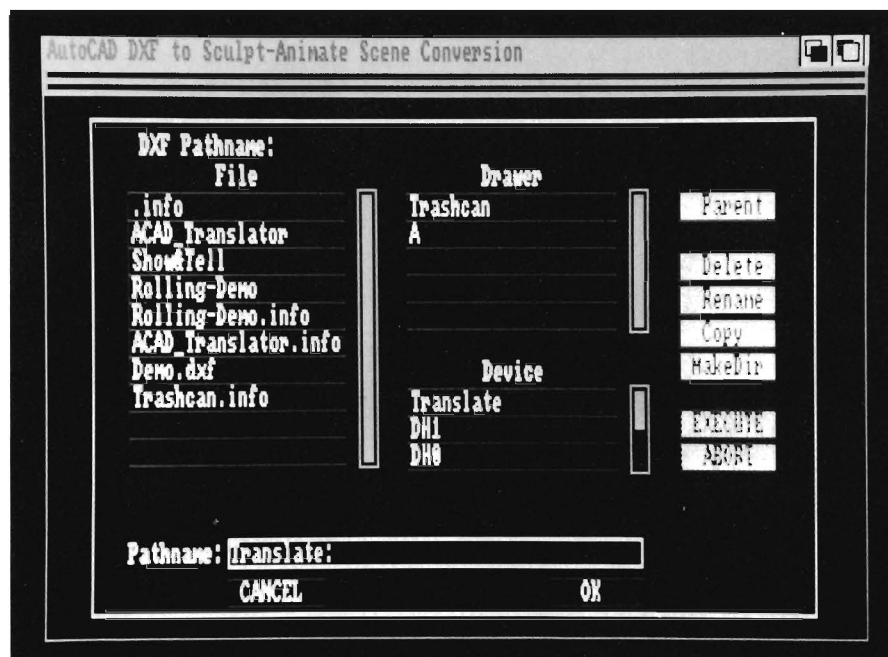 AutoCAD DXF to Sculpt-Animate Scene Conversion
DXF Pathname:
File
.info
ACAD_Translator
Show&Tell
Rolling-Demo
Rolling-Demo.info
ACAD_Translator.info
Demo.dxf
Trashcan.info
Drawer
Trashcan
A
Device
Translate
DH1
DH0
Parent
Delete
Rename
Copy
MakeDir
EXECUTE
ABORT
Pathname: Translate:
CANCEL
OK